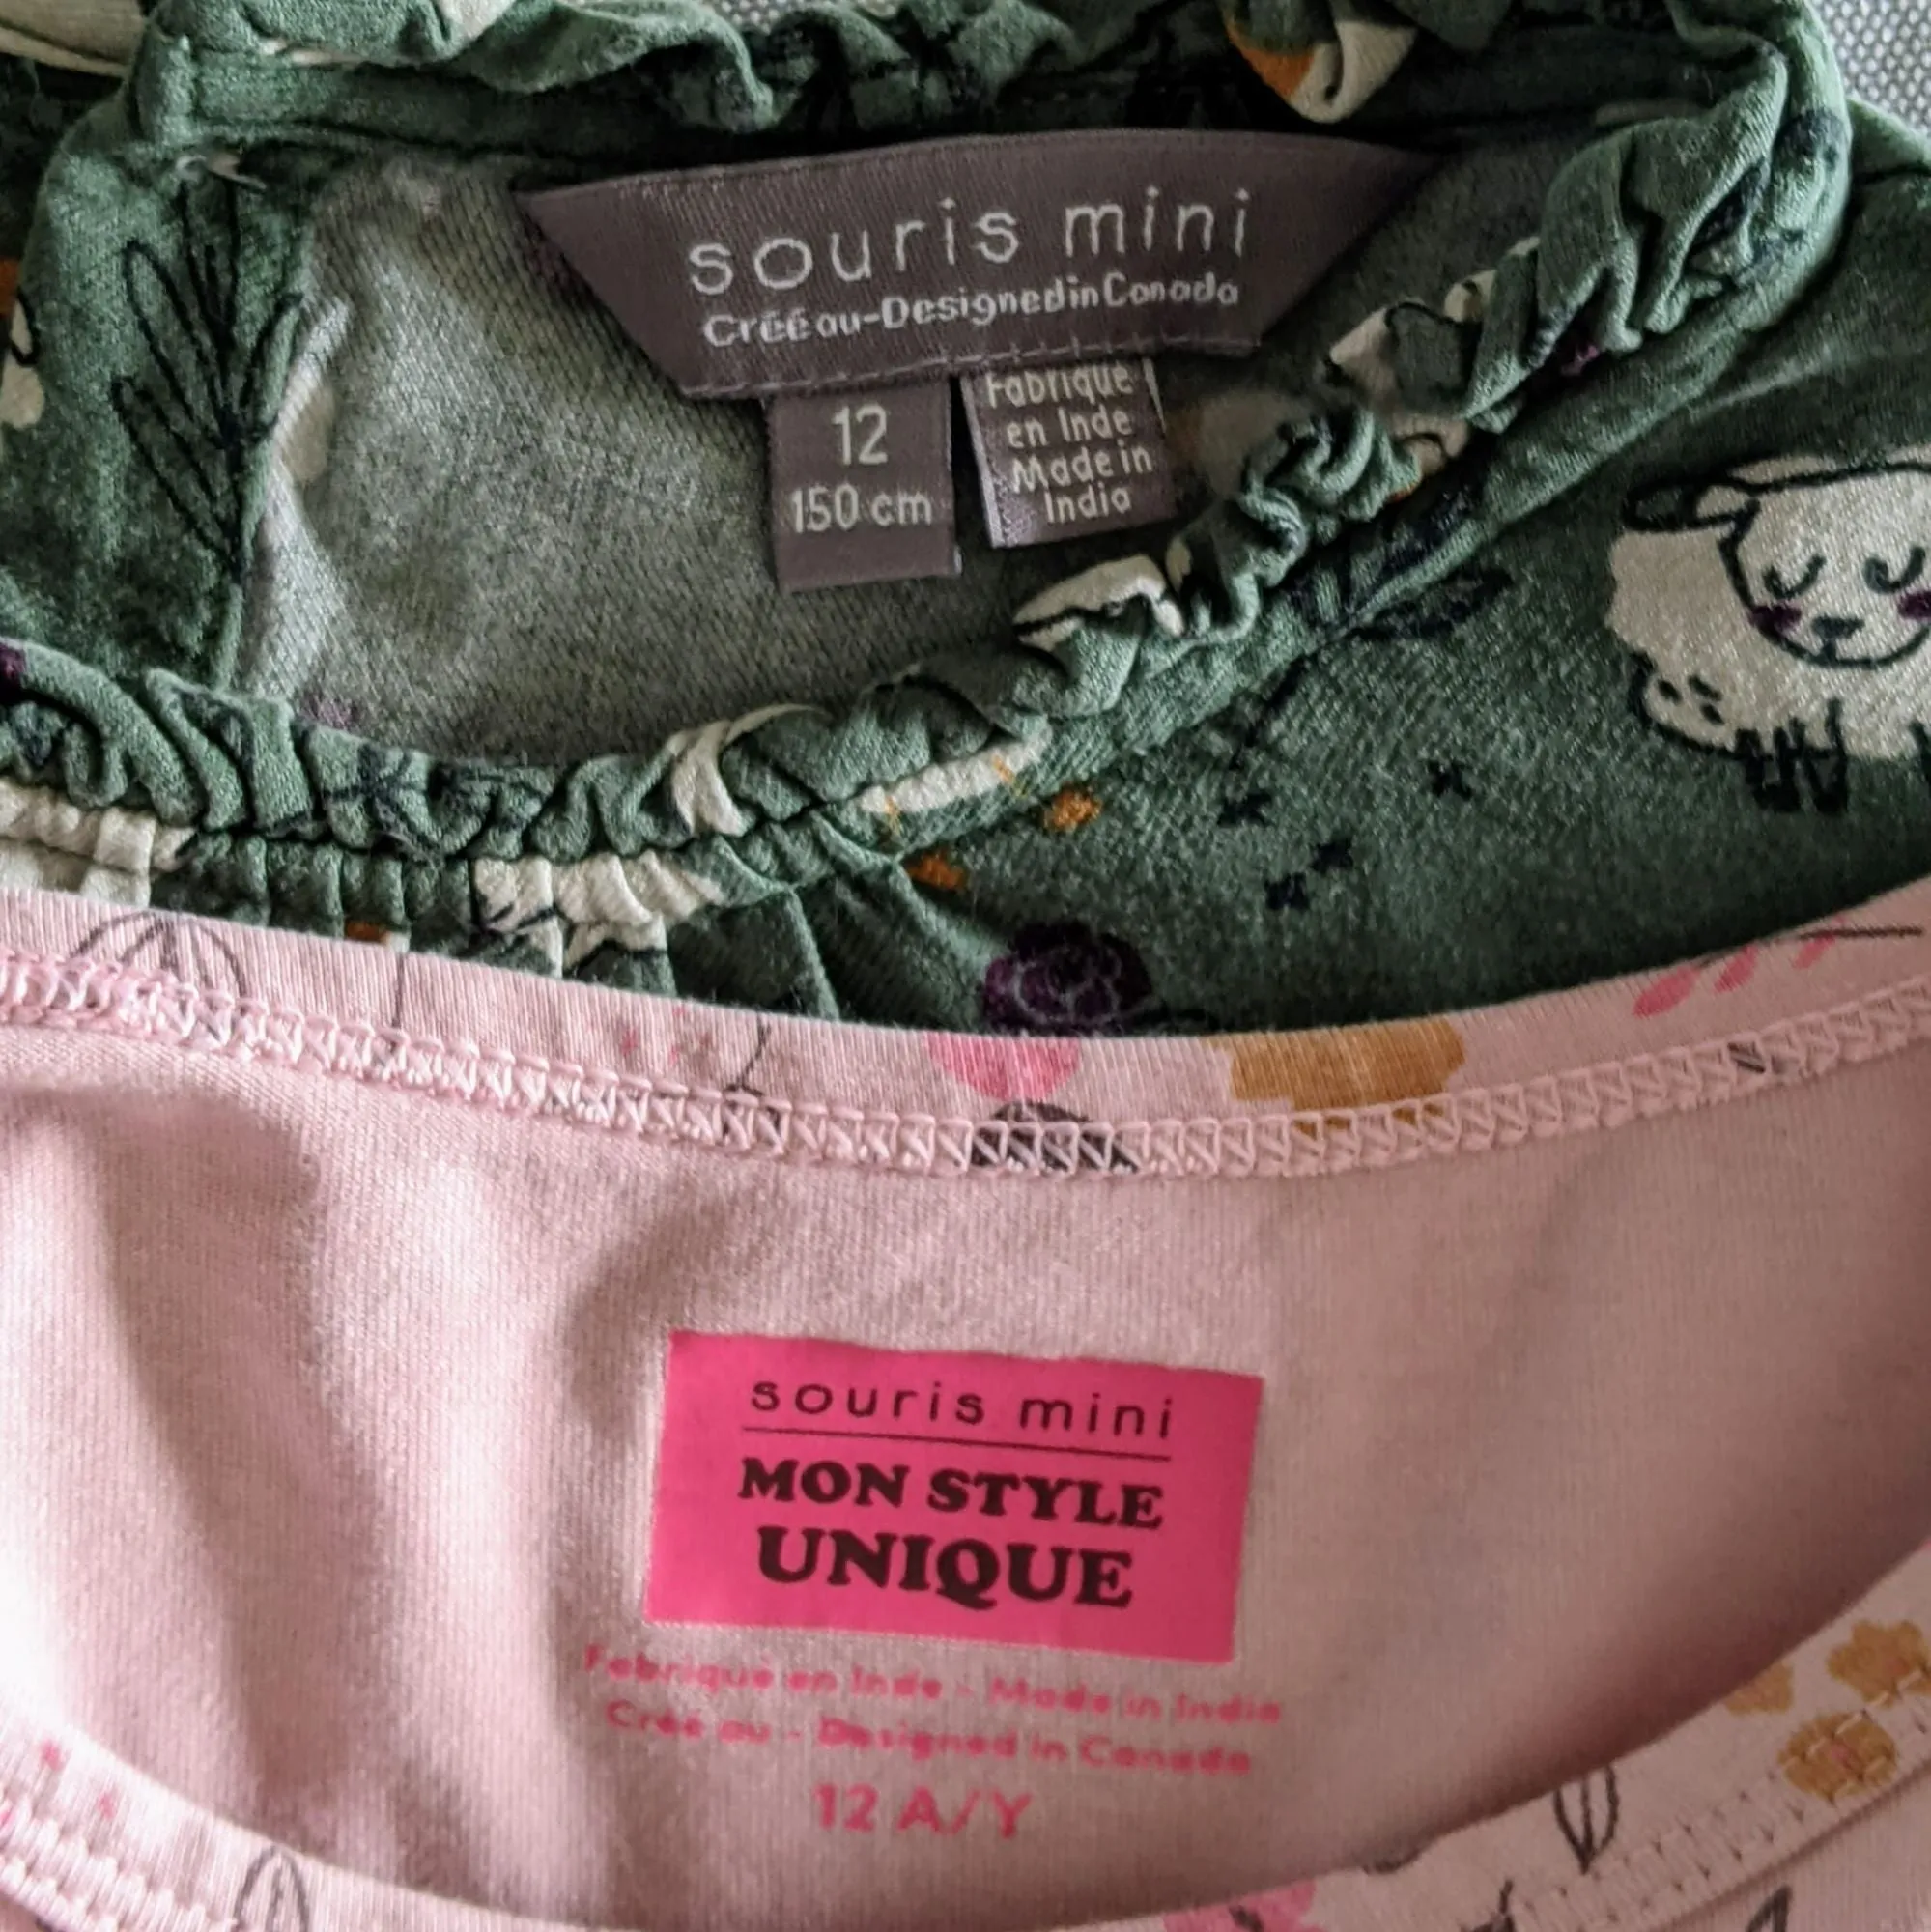 souris mini
Créé au-Designed in Canada
12
150 cm
Fabriqué
en Inde
Made in
India
souris mini
MON STYLE
UNIQUE
Fabriqué en Inde - Made in India
Créé au - Designed in Canada
12 A/Y